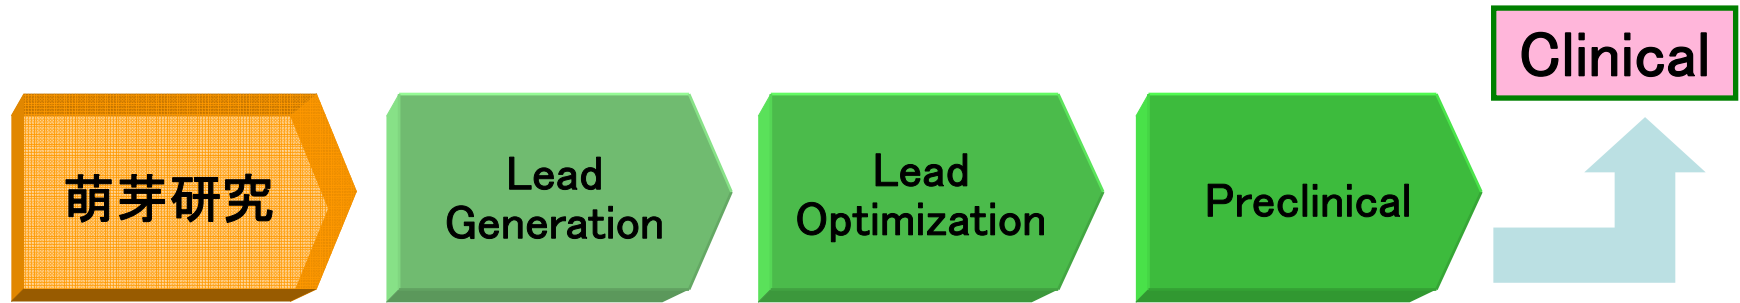 萌芽研究
Lead
Generation
Lead
Optimization
Preclinical
Clinical